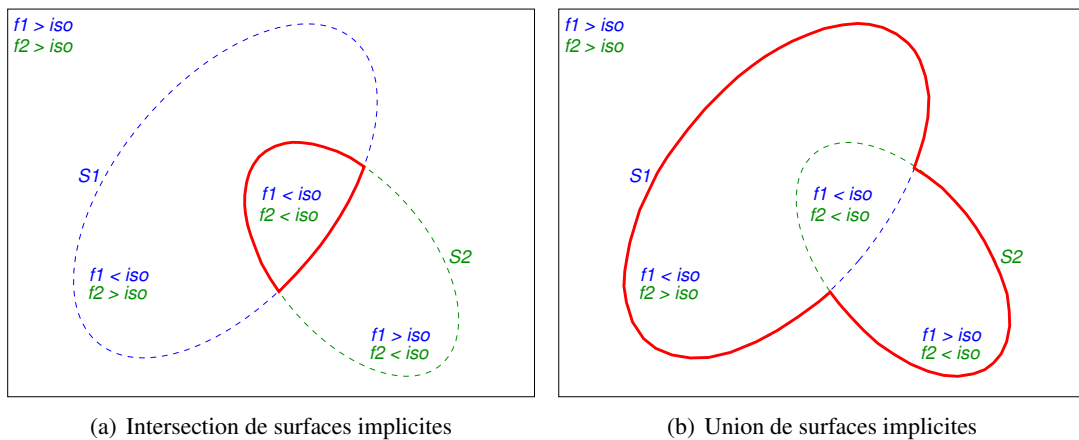 f1 > iso
f2 > iso
S1
f1 < iso
f2 < iso
S2
f1 < iso
f2 > iso
f1 > iso
f2 < iso
(a) Intersection de surfaces implicites
f1 > iso
f2 > iso
S1
f1 < iso
f2 < iso
S2
f1 < iso
f2 > iso
f1 > iso
f2 < iso
(b) Union de surfaces implicites